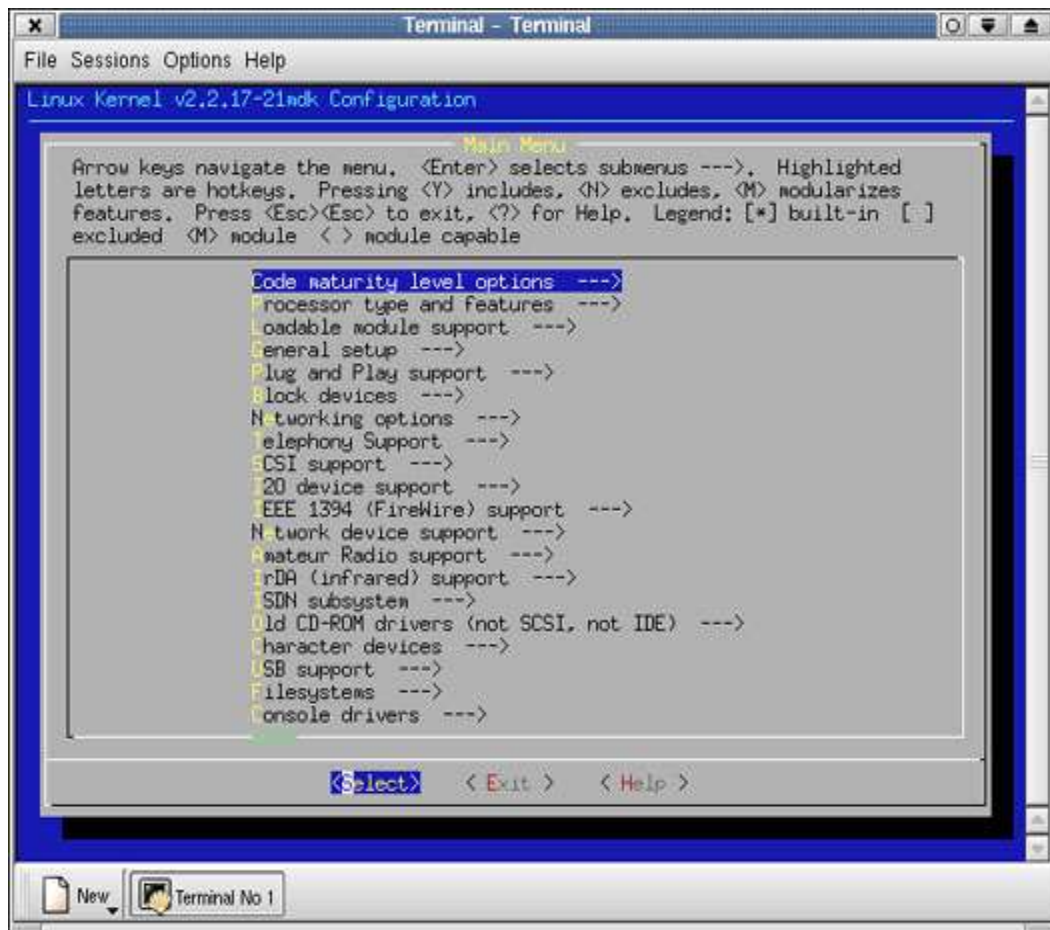 Terminal - Terminal
File Sessions Options Help
Linux Kernel v2.2.17-21mdk Configuration
Main Menu
Arrow keys navigate the menu. <Enter> selects submenus --->. Highlighted
letters are hotkeys. Pressing <Y> includes, <N> excludes, <M> modularizes
features. Press <Esc><Esc> to exit, <?> for Help. Legend: [*] built-in [ ]
excluded <M> module < > module capable
Code maturity level options --->
Processor type and features --->
Loadable module support --->
General setup --->
Plug and Play support --->
Block devices --->
Networking options --->
Telephony Support --->
SCSI support --->
I2O device support --->
IEEE 1394 (FireWire) support --->
Network device support --->
Amateur Radio support --->
IrDA (infrared) support --->
ISDN subsystem --->
Old CD-ROM drivers (not SCSI, not IDE) --->
Character devices --->
USB support --->
Filesystems --->
Console drivers --->
<Select> < Exit > < Help >
New Terminal No 1